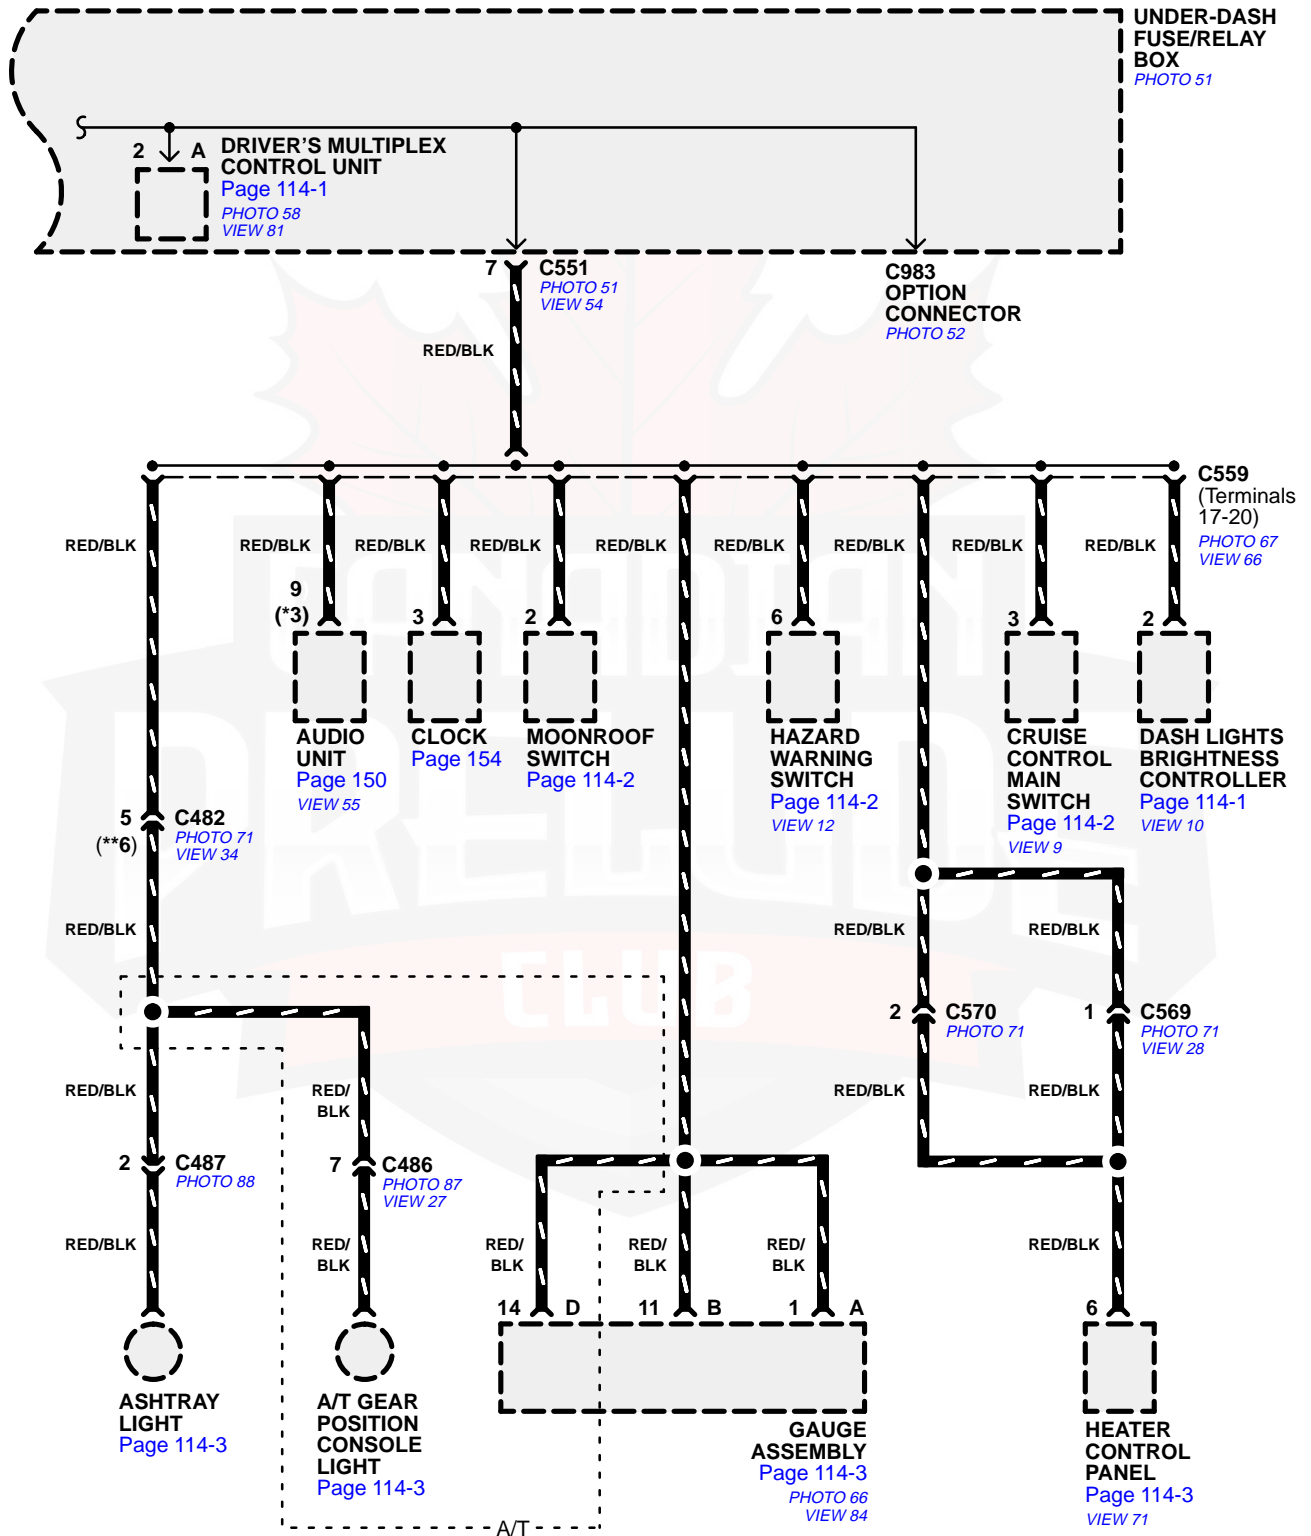 UNDER-DASH
FUSE/RELAY
BOX
PHOTO 51
2 A
DRIVER'S MULTIPLEX
CONTROL UNIT
Page 114-1
PHOTO 58
VIEW 81
7 C551
PHOTO 51
VIEW 54
C983
OPTION
CONNECTOR
PHOTO 52
RED/BLK
C559
(Terminals
17-20)
PHOTO 67
VIEW 66
RED/BLK RED/BLK RED/BLK RED/BLK RED/BLK RED/BLK RED/BLK RED/BLK RED/BLK
9
(*3) 3 2 6 3 2
AUDIO
UNIT
Page 150
VIEW 55
CLOCK
Page 154
MOONROOF
SWITCH
Page 114-2
HAZARD
WARNING
SWITCH
Page 114-2
VIEW 12
CRUISE
CONTROL
MAIN
SWITCH
Page 114-2
VIEW 9
DASH LIGHTS
BRIGHTNESS
CONTROLLER
Page 114-1
VIEW 10
5 C482
(**6)
PHOTO 71
VIEW 34
CANADIAN
PRELUDE
CLUB
RED/BLK RED/BLK RED/BLK
2 C570
PHOTO 71
1 C569
PHOTO 71
VIEW 28
RED/BLK RED/
BLK
RED/BLK RED/BLK
2 C487
PHOTO 88
7 C486
PHOTO 87
VIEW 27
RED/BLK RED/
BLK
RED/
BLK
RED/
BLK
RED/
BLK
RED/BLK
14 D 11 B 1 A 6
ASHTRAY
LIGHT
Page 114-3
A/T GEAR
POSITION
CONSOLE
LIGHT
Page 114-3
GAUGE
ASSEMBLY
Page 114-3
PHOTO 66
VIEW 84
HEATER
CONTROL
PANEL
Page 114-3
VIEW 71
A/T